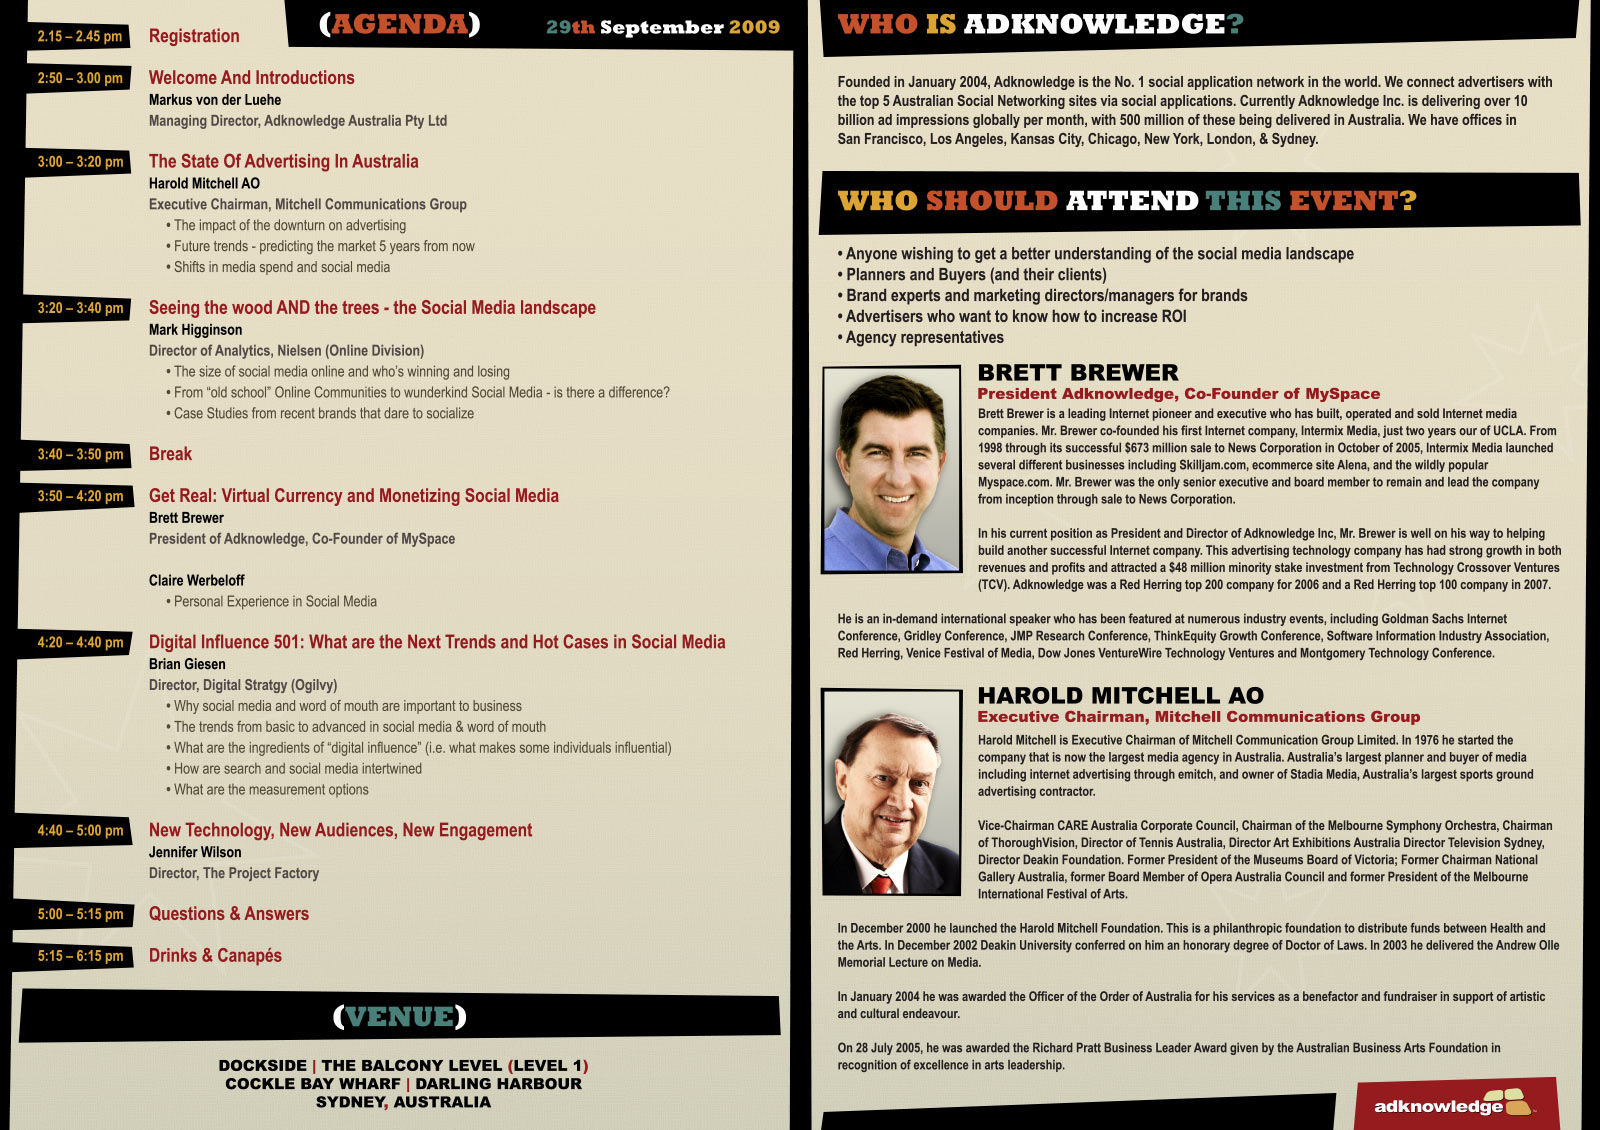 (AGENDA)
29th September 2009
2.15 – 2.45 pm
Registration
2:50 – 3.00 pm
Welcome And Introductions
Markus von der Luehe
Managing Director, Adknowledge Australia Pty Ltd
3:00 – 3:20 pm
The State Of Advertising In Australia
Harold Mitchell AO
Executive Chairman, Mitchell Communications Group
• The impact of the downturn on advertising
• Future trends - predicting the market 5 years from now
• Shifts in media spend and social media
3:20 – 3:40 pm
Seeing the wood AND the trees - the Social Media landscape
Mark Higginson
Director of Analytics, Nielsen (Online Division)
• The size of social media online and who's winning and losing
• From “old school” Online Communities to wunderkind Social Media - is there a difference?
• Case Studies from recent brands that dare to socialize
3:40 – 3:50 pm
Break
3:50 – 4:20 pm
Get Real: Virtual Currency and Monetizing Social Media
Brett Brewer
President of Adknowledge, Co-Founder of MySpace
Claire Werbeloff
• Personal Experience in Social Media
4:20 – 4:40 pm
Digital Influence 501: What are the Next Trends and Hot Cases in Social Media
Brian Giesen
Director, Digital Stratgy (Ogilvy)
• Why social media and word of mouth are important to business
• The trends from basic to advanced in social media & word of mouth
• What are the ingredients of “digital influence” (i.e. what makes some individuals influential)
• How are search and social media intertwined
• What are the measurement options
4:40 – 5:00 pm
New Technology, New Audiences, New Engagement
Jennifer Wilson
Director, The Project Factory
5:00 – 5:15 pm
Questions & Answers
5:15 – 6:15 pm
Drinks & Canapés
(VENUE)
DOCKSIDE | THE BALCONY LEVEL (LEVEL 1)
COCKLE BAY WHARF | DARLING HARBOUR
SYDNEY, AUSTRALIA
WHO IS ADKNOWLEDGE?
Founded in January 2004, Adknowledge is the No. 1 social application network in the world. We connect advertisers with
the top 5 Australian Social Networking sites via social applications. Currently Adknowledge Inc. is delivering over 10
billion ad impressions globally per month, with 500 million of these being delivered in Australia. We have offices in
San Francisco, Los Angeles, Kansas City, Chicago, New York, London, & Sydney.
WHO SHOULD ATTEND THIS EVENT?
• Anyone wishing to get a better understanding of the social media landscape
• Planners and Buyers (and their clients)
• Brand experts and marketing directors/managers for brands
• Advertisers who want to know how to increase ROI
• Agency representatives
BRETT BREWER
President Adknowledge, Co-Founder of MySpace
Brett Brewer is a leading Internet pioneer and executive who has built, operated and sold Internet media
companies. Mr. Brewer co-founded his first Internet company, Intermix Media, just two years our of UCLA. From
1998 through its successful $673 million sale to News Corporation in October of 2005, Intermix Media launched
several different businesses including Skilljam.com, ecommerce site Alena, and the wildly popular
Myspace.com. Mr. Brewer was the only senior executive and board member to remain and lead the company
from inception through sale to News Corporation.
In his current position as President and Director of Adknowledge Inc, Mr. Brewer is well on his way to helping
build another successful Internet company. This advertising technology company has had strong growth in both
revenues and profits and attracted a $48 million minority stake investment from Technology Crossover Ventures
(TCV). Adknowledge was a Red Herring top 200 company for 2006 and a Red Herring top 100 company in 2007.
He is an in-demand international speaker who has been featured at numerous industry events, including Goldman Sachs Internet
Conference, Gridley Conference, JMP Research Conference, ThinkEquity Growth Conference, Software Information Industry Association,
Red Herring, Venice Festival of Media, Dow Jones VentureWire Technology Ventures and Montgomery Technology Conference.
HAROLD MITCHELL AO
Executive Chairman, Mitchell Communications Group
Harold Mitchell is Executive Chairman of Mitchell Communication Group Limited. In 1976 he started the
company that is now the largest media agency in Australia. Australia's largest planner and buyer of media
including internet advertising through emitch, and owner of Stadia Media, Australia's largest sports ground
advertising contractor.
Vice-Chairman CARE Australia Corporate Council, Chairman of the Melbourne Symphony Orchestra, Chairman
of ThoroughVision, Director of Tennis Australia, Director Art Exhibitions Australia Director Television Sydney,
Director Deakin Foundation. Former President of the Museums Board of Victoria; Former Chairman National
Gallery Australia, former Board Member of Opera Australia Council and former President of the Melbourne
International Festival of Arts.
In December 2000 he launched the Harold Mitchell Foundation. This is a philanthropic foundation to distribute funds between Health and
the Arts. In December 2002 Deakin University conferred on him an honorary degree of Doctor of Laws. In 2003 he delivered the Andrew Olle
Memorial Lecture on Media.
In January 2004 he was awarded the Officer of the Order of Australia for his services as a benefactor and fundraiser in support of artistic
and cultural endeavour.
On 28 July 2005, he was awarded the Richard Pratt Business Leader Award given by the Australian Business Arts Foundation in
recognition of excellence in arts leadership.
adknowledge